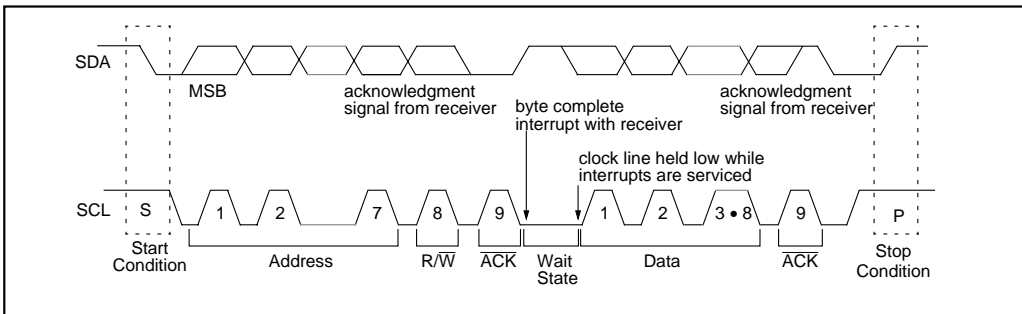 SDA
MSB
acknowledgment
signal from receiver
byte complete
interrupt with receiver
acknowledgment
signal from receiver
clock line held low while
interrupts are serviced
SCL
S
1
2
7
8
9
1
2
3 • 8
9
P
Start
Condition
Address
R/W̅
A̅C̅K̅
Wait
State
Data
A̅C̅K̅
Stop
Condition